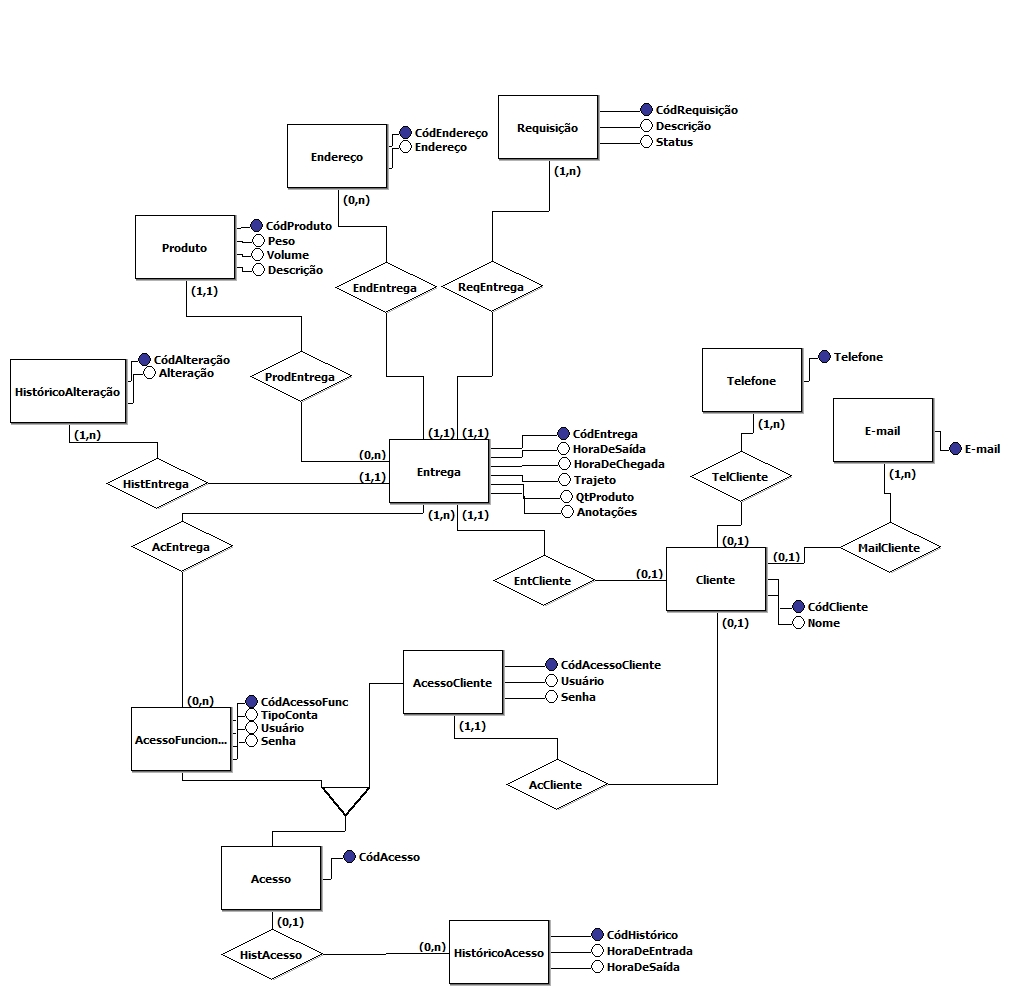 Requisição
CódRequisição
Descrição
Status
(1,n)
Endereço
CódEndereço
Endereço
(0,n)
Produto
CódProduto
Peso
Volume
Descrição
(1,1)
EndEntrega
ReqEntrega
HistóricoAlteração
CódAlteração
Alteração
(1,n)
ProdEntrega
Telefone
Telefone
(1,n)
E-mail
E-mail
(1,n)
(1,1)
(1,1)
(0,n)
(1,1)
Entrega
CódEntrega
HoraDeSaída
HoraDeChegada
Trajeto
QtProduto
Anotações
(1,n)
(1,1)
HistEntrega
TelCliente
AcEntrega
MailCliente
(0,1)
(0,1)
EntCliente
(0,1)
Cliente
CódCliente
Nome
(0,1)
AcessoCliente
CódAcessoCliente
Usuário
Senha
(1,1)
(0,n)
AcessoFuncion...
CódAcessoFunc
TipoConta
Usuário
Senha
AcCliente
Acesso
CódAcesso
(0,1)
HistAcesso
(0,n)
HistóricoAcesso
CódHistórico
HoraDeEntrada
HoraDeSaída